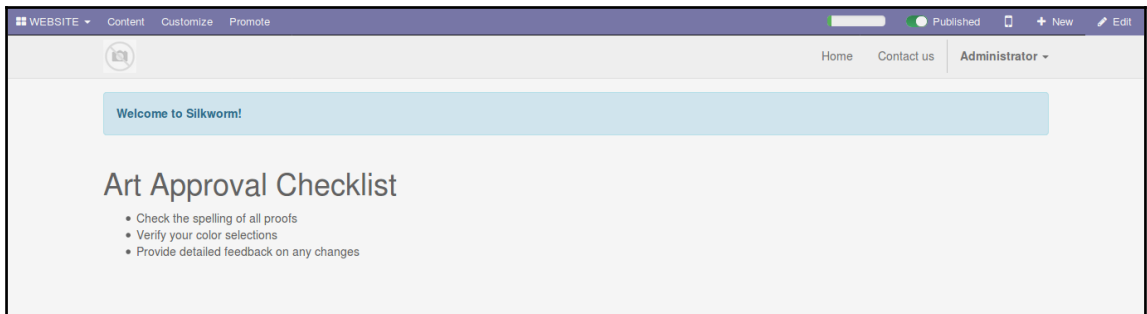 WEBSITE Content Customize Promote Published New Edit
Home Contact us Administrator
Welcome to Silkworm!
Art Approval Checklist
Check the spelling of all proofs
Verify your color selections
Provide detailed feedback on any changes